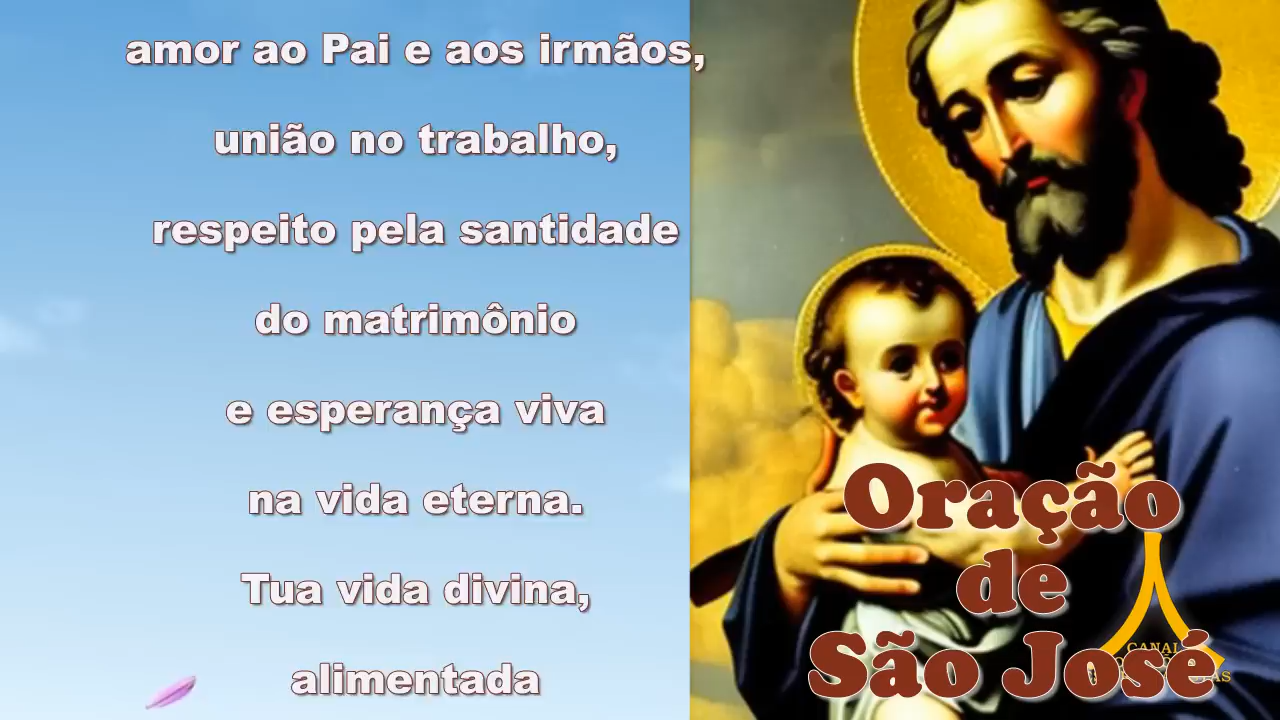 amor ao Pai e aos irmãos,
união no trabalho,
respeito pela santidade
do matrimônio
e esperança viva
na vida eterna.
Tua vida divina,
alimentada
Oração
de
São José
CANAL